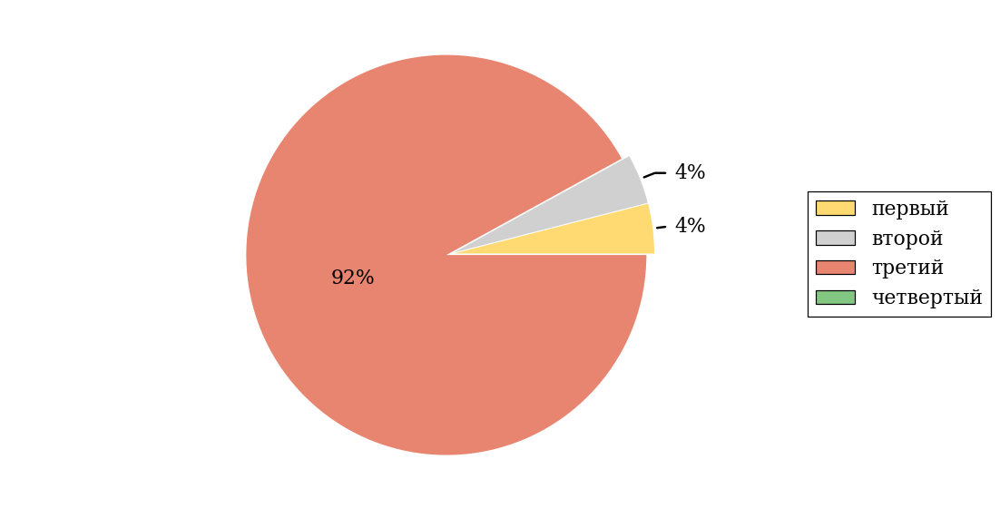 4%
4%
92%
первый
второй
третий
четвертый